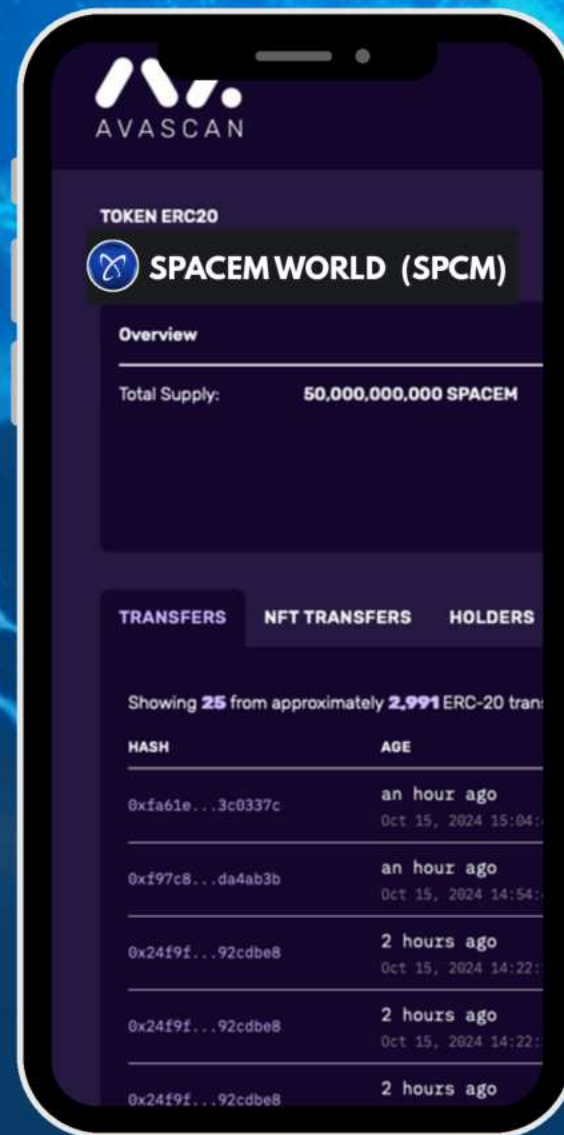 AVASCAN
TOKEN ERC20
SPACEM WORLD (SPCM)
Overview
Total Supply: 50,000,000,000 SPACEM
TRANSFERS NFT TRANSFERS HOLDERS
Showing 25 from approximately 2,991 ERC-20 tran
HASH AGE
0xfa61e...3c0337c an hour ago
Oct 15, 2024 15:04:
0xf97c8...da4ab3b an hour ago
Oct 15, 2024 14:54:
0x24f9f...92cdbe8 2 hours ago
Oct 15, 2024 14:22:
0x24f9f...92cdbe8 2 hours ago
Oct 15, 2024 14:22:
0x24f9f...92cdbe8 2 hours ago